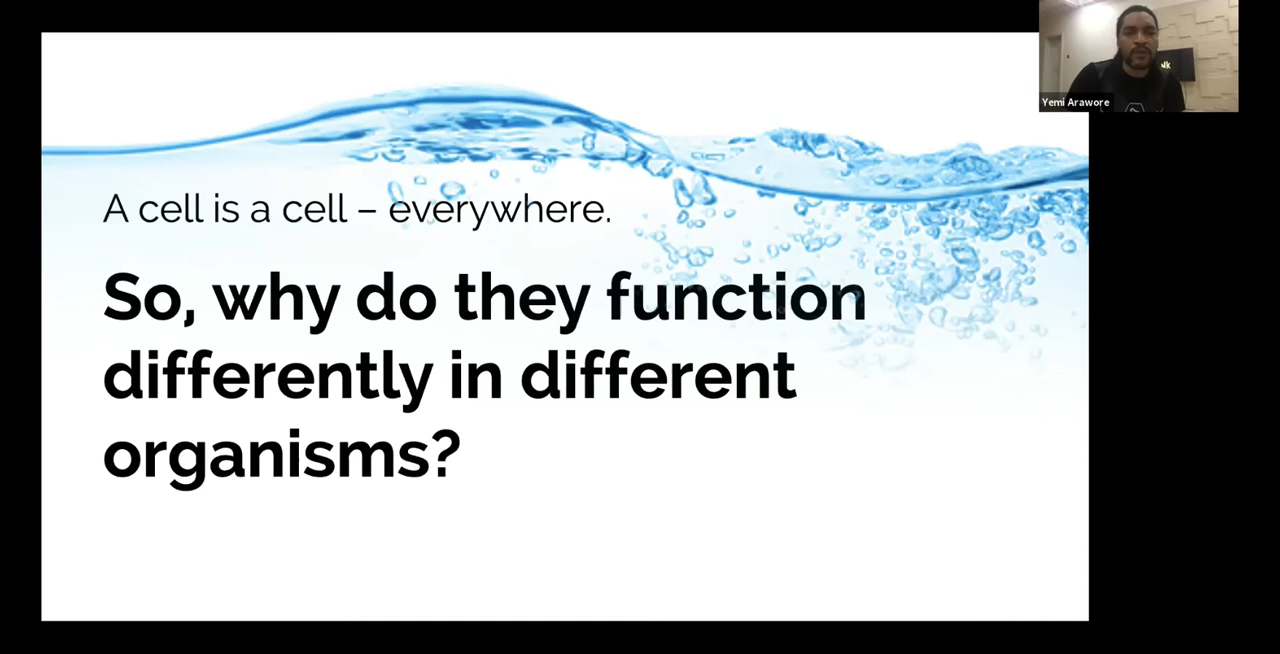 A cell is a cell – everywhere.
So, why do they function
differently in different
organisms?
Yemi Arawore